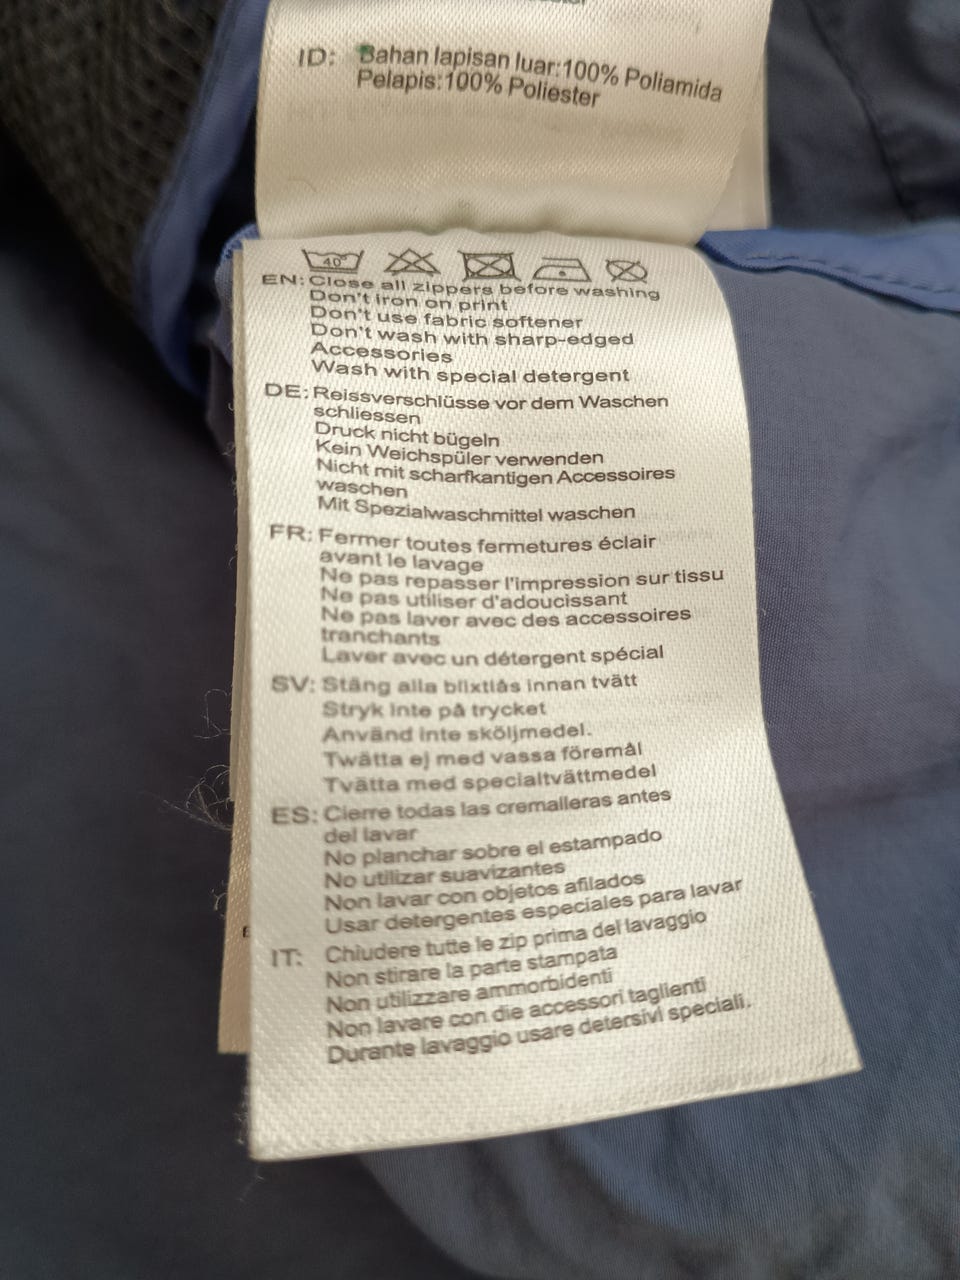 ID: Bahan lapisan luar:100% Poliamida
Pelapis:100% Poliester
40°
EN: Close all zippers before washing
Don't iron on print
Don't use fabric softener
Don't wash with sharp-edged
Accessories
Wash with special detergent
DE: Reissverschlüsse vor dem Waschen
schliessen
Druck nicht bügeln
Kein Weichspüler verwenden
Nicht mit scharfkantigen Accessoires
waschen
Mit Spezialwaschmittel waschen
FR: Fermer toutes fermetures éclair
avant le lavage
Ne pas repasser l'impression sur tissu
Ne pas utiliser d'adoucissant
Ne pas laver avec des accessoires
tranchants
Laver avec un détergent spécial
SV: Stäng alla blixtlås innan tvätt
Stryk inte på trycket
Använd inte sköljmedel.
Twätta ej med vassa föremål
Tvätta med specialtvättmedel
ES: Cierre todas las cremalleras antes
del lavar
No planchar sobre el estampado
No utilizar suavizantes
Non lavar con objetos afilados
Usar detergentes especiales para lavar
IT: Chiudere tutte le zip prima del lavaggio
Non stirare la parte stampata
Non utilizzare ammorbidenti
Non lavare con die accessori taglienti
Durante lavaggio usare detersivi speciali.